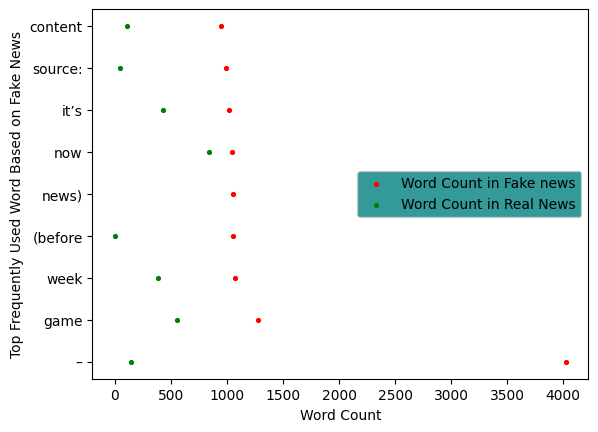 content
source:
it’s
now
news)
(before
week
game
–
Top Frequently Used Word Based on Fake News
Word Count in Fake news
Word Count in Real News
0 500 1000 1500 2000 2500 3000 3500 4000
Word Count